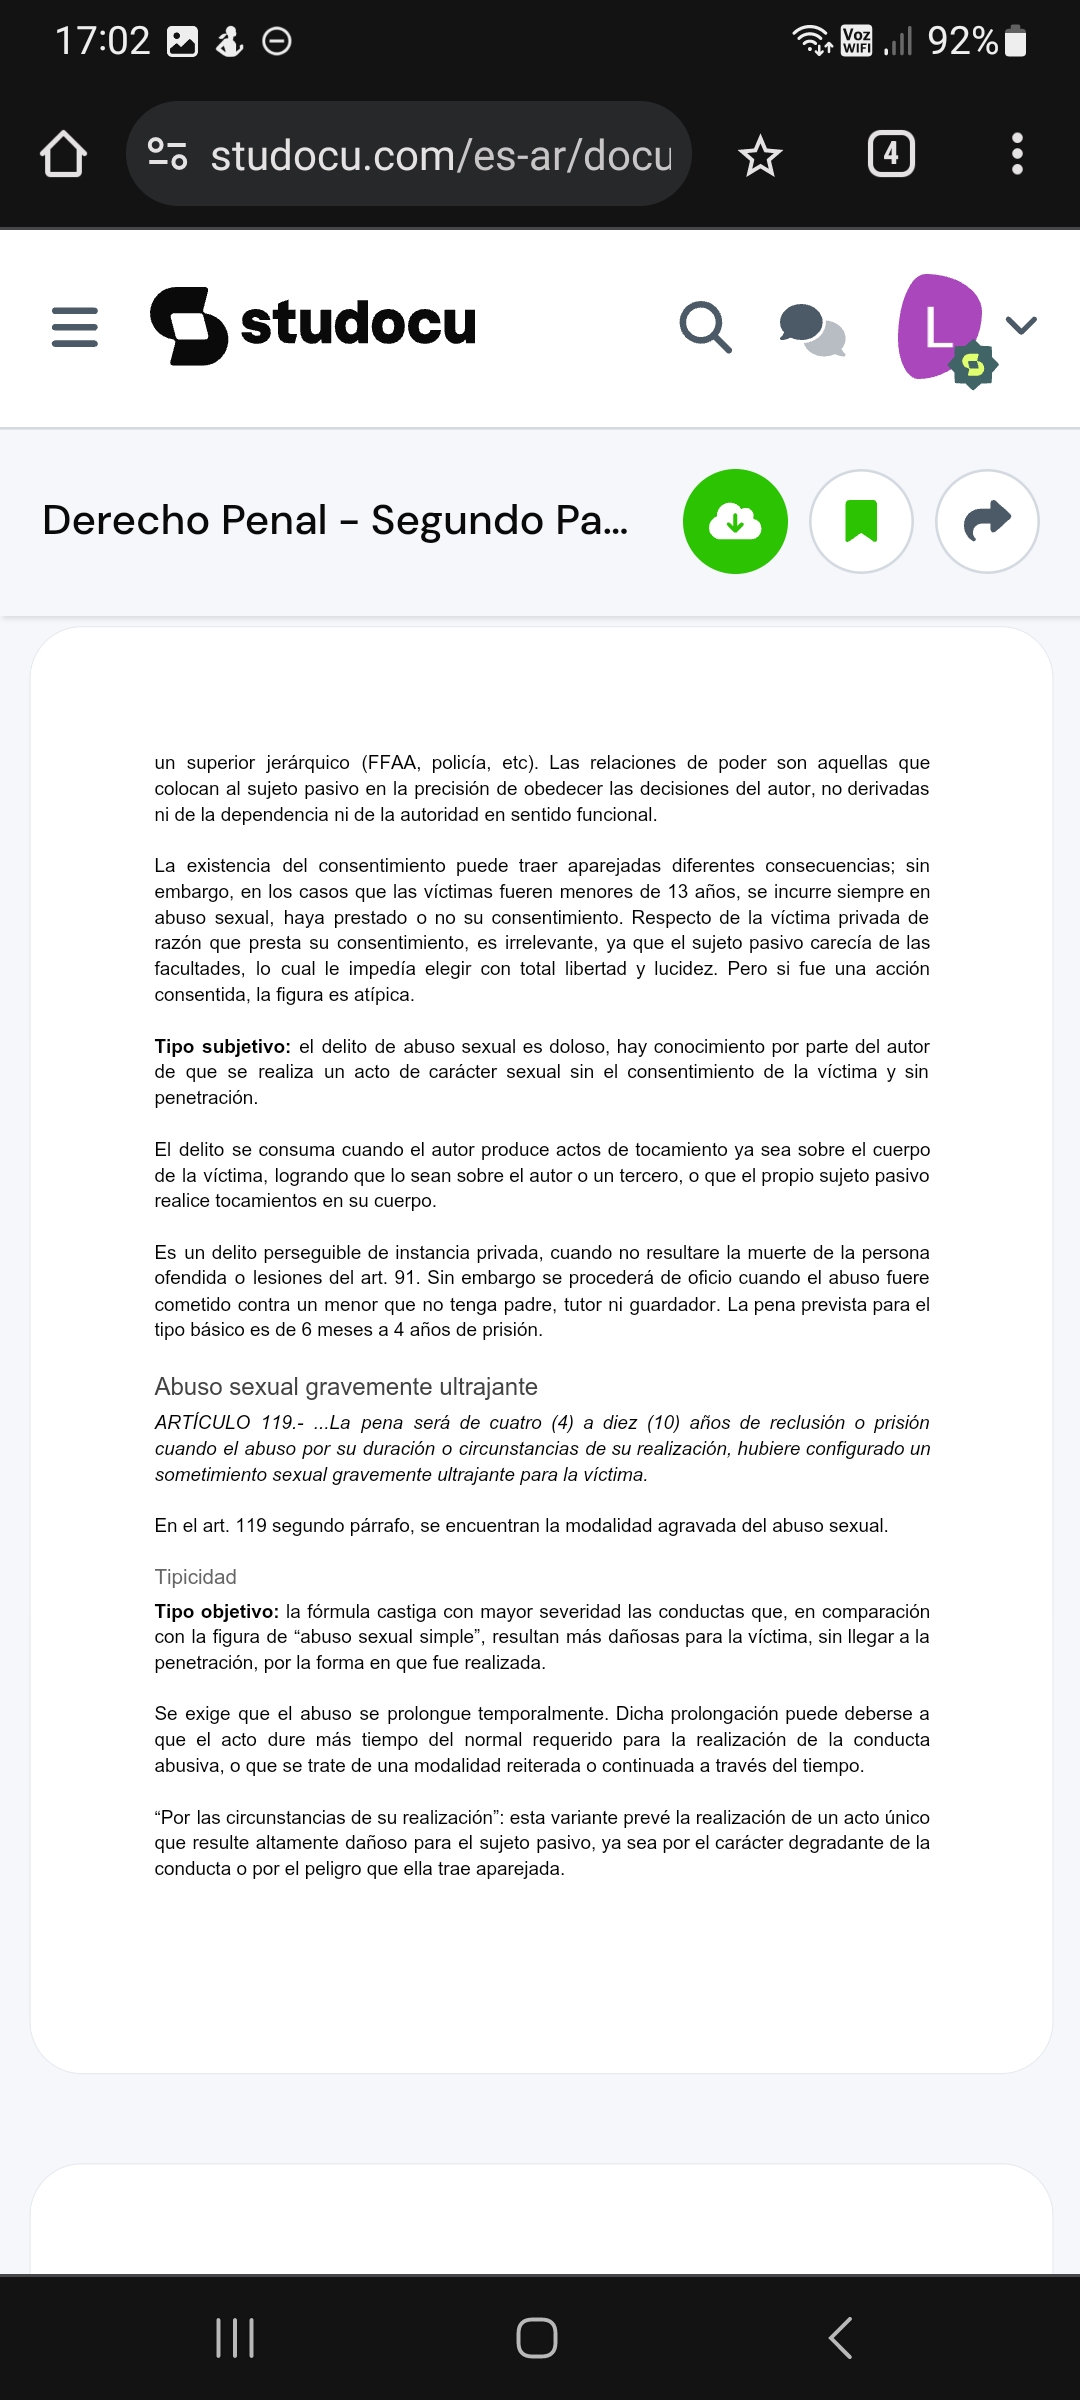 17:02
Voz WIFI
92%
studocu.com/es-ar/docu
4
studocu
L
Derecho Penal – Segundo Pa...
un superior jerárquico (FFAA, policía, etc). Las relaciones de poder son aquellas que
colocan al sujeto pasivo en la precisión de obedecer las decisiones del autor, no derivadas
ni de la dependencia ni de la autoridad en sentido funcional.
La existencia del consentimiento puede traer aparejadas diferentes consecuencias; sin
embargo, en los casos que las víctimas fueren menores de 13 años, se incurre siempre en
abuso sexual, haya prestado o no su consentimiento. Respecto de la víctima privada de
razón que presta su consentimiento, es irrelevante, ya que el sujeto pasivo carecía de las
facultades, lo cual le impedía elegir con total libertad y lucidez. Pero si fue una acción
consentida, la figura es atípica.
Tipo subjetivo: el delito de abuso sexual es doloso, hay conocimiento por parte del autor
de que se realiza un acto de carácter sexual sin el consentimiento de la víctima y sin
penetración.
El delito se consuma cuando el autor produce actos de tocamiento ya sea sobre el cuerpo
de la víctima, logrando que lo sean sobre el autor o un tercero, o que el propio sujeto pasivo
realice tocamientos en su cuerpo.
Es un delito perseguible de instancia privada, cuando no resultare la muerte de la persona
ofendida o lesiones del art. 91. Sin embargo se procederá de oficio cuando el abuso fuere
cometido contra un menor que no tenga padre, tutor ni guardador. La pena prevista para el
tipo básico es de 6 meses a 4 años de prisión.
Abuso sexual gravemente ultrajante
ARTÍCULO 119.- ...La pena será de cuatro (4) a diez (10) años de reclusión o prisión
cuando el abuso por su duración o circunstancias de su realización, hubiere configurado un
sometimiento sexual gravemente ultrajante para la víctima.
En el art. 119 segundo párrafo, se encuentran la modalidad agravada del abuso sexual.
Tipicidad
Tipo objetivo: la fórmula castiga con mayor severidad las conductas que, en comparación
con la figura de “abuso sexual simple”, resultan más dañosas para la víctima, sin llegar a la
penetración, por la forma en que fue realizada.
Se exige que el abuso se prolongue temporalmente. Dicha prolongación puede deberse a
que el acto dure más tiempo del normal requerido para la realización de la conducta
abusiva, o que se trate de una modalidad reiterada o continuada a través del tiempo.
“Por las circunstancias de su realización”: esta variante prevé la realización de un acto único
que resulte altamente dañoso para el sujeto pasivo, ya sea por el carácter degradante de la
conducta o por el peligro que ella trae aparejada.